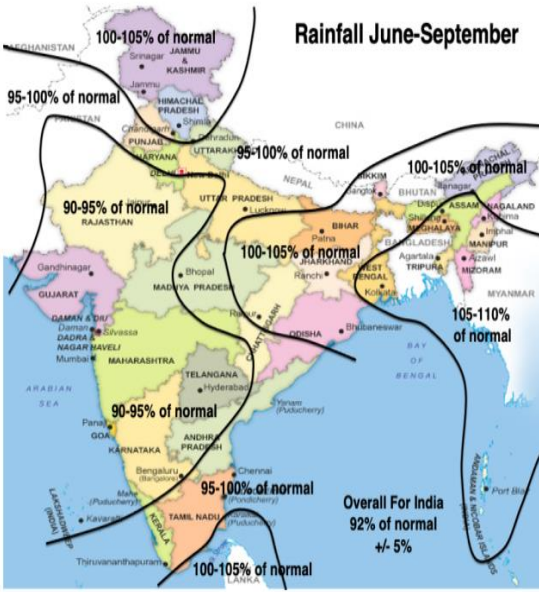 Rainfall June-September
100-105% of normal
AFGHANISTAN
Srinagar
JAMMU
&
KASHMIR
Jammu
95-100% of normal
PAKISTAN
HIMACHAL
PRADESH
Shimla
Chandigarh
PUNJAB
Dehradun
UTTARAKH
CHINA
95-100% of normal
HARYANA
DELHI
New Delhi
NEPAL
SIKKIM
Gangtok
BHUTAN
100-105% of normal
Itanagar
ASSAM
NAGALAND
Dispur
Shillong
MEGHALAYA
Kohima
Imphal
MANIPUR
BANGLADESH
Agartala
TRIPURA
Aizawl
MIZORAM
MYANMAR
90-95% of normal
Jaipur
RAJASTHAN
UTTAR PRADESH
Lucknow
BIHAR
Patna
100-105% of normal
JHARKHAND
Ranchi
WEST
BENGAL
Kolkata
Gandhinagar
GUJARAT
Bhopal
MADHYA PRADESH
Raipur
CHHATTISGARH
ODISHA
Bhubaneswar
105-110%
of normal
BAY
OF
BENGAL
DAMAN & DIU
Daman
Silvassa
DADRA &
NAGAR HAVELI
Mumbai
MAHARASHTRA
ARABIAN
SEA
TELANGANA
Hyderabad
Yanam
(Puducherry)
90-95% of normal
Panaji
GOA
KARNATAKA
ANDHRA
PRADESH
Bengaluru
(Bangalore)
Chennai
95-100% of normal
(Pondicherry)
Mahe
(Puducherry)
TAMIL NADU
(Puducherry)
KERALA
LAKSHADWEEP
(INDIA)
Kavaratti
Thiruvananthapuram
100-105% of normal
LANKA
Overall For India
92% of normal
+/- 5%
ANDAMAN & NICOBAR ISLANDS
Port Blair